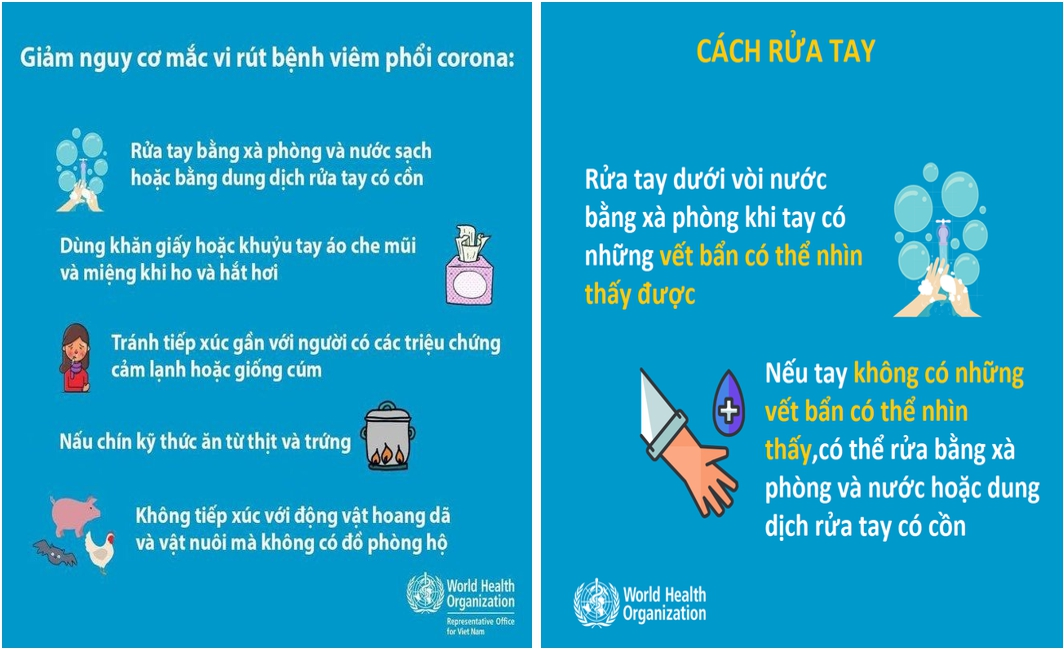 Giảm nguy cơ mắc vi rút bệnh viêm phổi corona:
Rửa tay bằng xà phòng và nước sạch
hoặc bằng dung dịch rửa tay có cồn
Dùng khăn giấy hoặc khuỷu tay áo che mũi
và miệng khi ho và hắt hơi
Tránh tiếp xúc gần với người có các triệu chứng
cảm lạnh hoặc giống cúm
Nấu chín kỹ thức ăn từ thịt và trứng
Không tiếp xúc với động vật hoang dã
và vật nuôi mà không có đồ phòng hộ
World Health
Organization
Representative Office
for Viet Nam
CÁCH RỬA TAY
Rửa tay dưới vòi nước
bằng xà phòng khi tay có
những vết bẩn có thể nhìn
thấy được
Nếu tay không có những
vết bẩn có thể nhìn
thấy,có thể rửa bằng xà
phòng và nước hoặc dung
dịch rửa tay có cồn
World Health
Organization